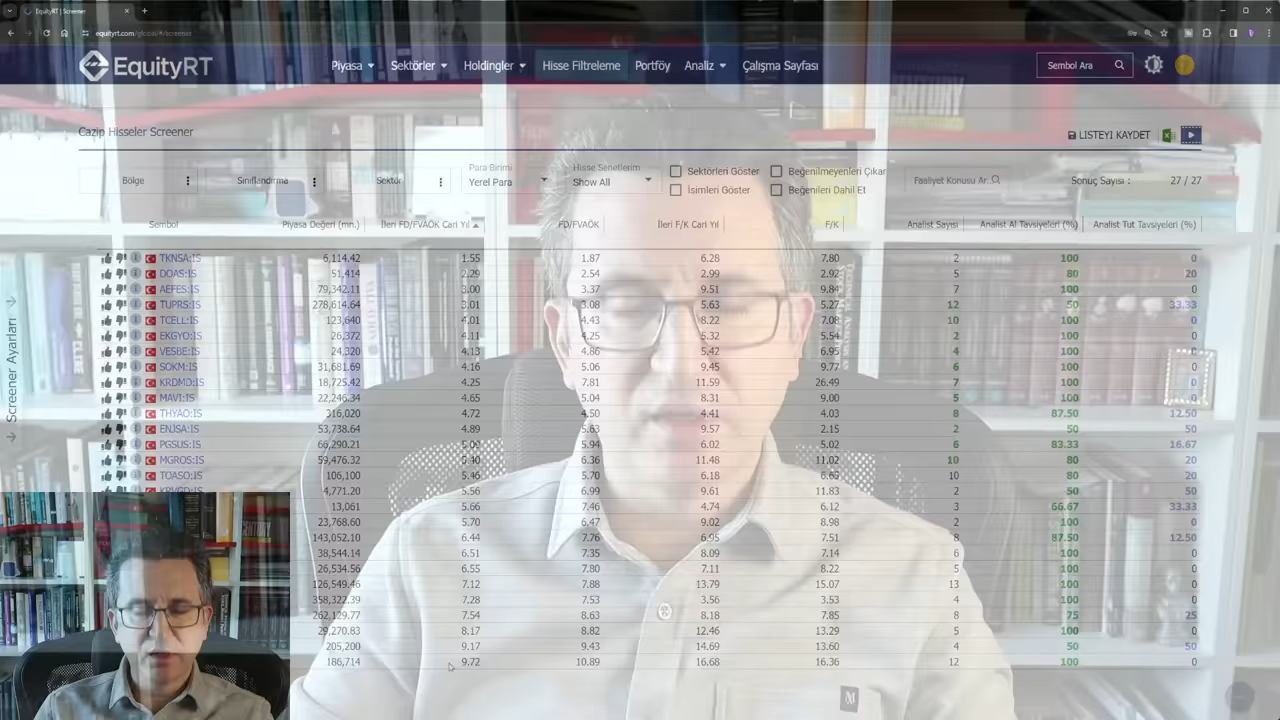 EquityRT | Screener
equityrt.com/global/#/screener
EquityRT Piyasa Sektörler Holdingler Hisse Filtreleme Portföy Analiz Çalışma Sayfası Sembol Ara
Cazip Hisseler Screener LİSTEYİ KAYDET
Para Birimi Hisse Senetlerim Sektörleri Göster Beğenilmeyenleri Çıkar
Bölge Sınıflandırma Sektör Yerel Para Show All İsimleri Göster Beğenileri Dahil Et Faaliyet Konusu Ar.. Sonuç Sayısı : 27 / 27
Sembol Piyasa Değeri (mn.) İleri FD/FVAÖK Cari Yıl FD/FVAÖK İleri F/K Cari Yıl F/K Analist Sayısı Analist Al Tavsiyeleri (%) Analist Tut Tavsiyeleri (%)
TKNSA:IS 6,114.42 1.55 1.87 6.28 7.80 2 100 0
DOAS:IS 51,414 2.29 2.54 2.99 2.92 5 80 20
AEFES:IS 79,342.11 3.00 3.37 9.51 9.84 7 100 0
TUPRS:IS 278,614.64 3.01 3.08 5.63 5.27 12 50 33.33
TCELL:IS 123,640 4.01 4.43 8.22 7.08 10 100 0
EKGYO:IS 26,372 4.11 4.25 5.32 5.54 2 100 0
VESBE:IS 24,320 4.13 4.86 5.42 6.95 4 100 0
SOKM:IS 31,681.69 4.16 5.06 9.45 9.77 6 100 0
KRDMD:IS 18,725.42 4.25 7.81 11.59 26.49 7 100 0
MAVI:IS 22,246.34 4.65 5.04 8.31 9.00 5 100 0
THYAO:IS 316,020 4.72 4.50 4.41 4.03 8 87.50 12.50
ENJSA:IS 53,738.64 4.89 5.63 9.57 2.15 2 50 50
PGSUS:IS 66,290.21 5.02 5.94 6.02 5.02 6 83.33 16.67
MGROS:IS 59,476.32 5.40 6.36 11.48 11.02 10 80 20
TOASO:IS 106,100 5.46 5.70 6.18 10 80 20
4,771.20 5.56 6.99 9.61 11.83 2 50 50
13,061 5.66 7.46 4.74 6.12 3 66.67 33.33
23,768.60 5.70 6.47 9.02 8.98 2 100 0
143,052.10 6.44 7.76 6.95 7.51 8 87.50 12.50
38,544.14 6.51 7.35 8.09 7.14 6 100 0
26,534.56 6.55 7.80 7.11 8.22 5 100 0
126,549.46 7.12 7.88 13.79 15.07 13 100 0
358,322.39 7.28 7.53 3.56 3.53 4 100 0
262,129.77 7.54 8.63 8.18 7.85 8 75 25
29,270.83 8.17 8.82 12.46 13.29 5 100 0
205,200 9.17 9.43 14.69 13.60 4 50 50
186,714 9.72 10.89 16.68 16.36 12 100 0
Screener Ayarları